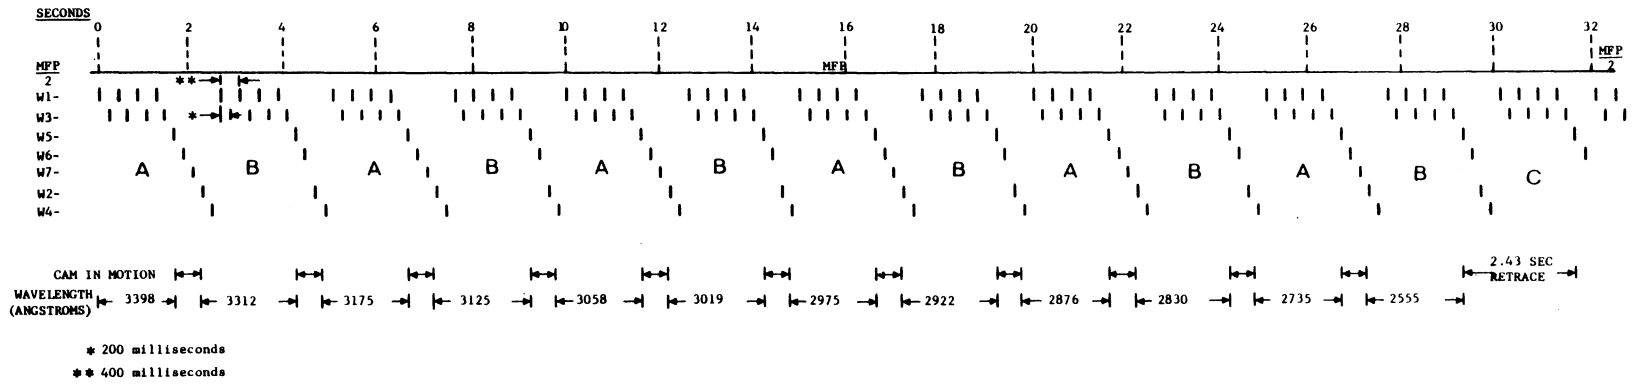 SECONDS
0 2 4 6 8 10 12 14 16 18 20 22 24 26 28 30 32
MFP MFP MFP
2 ** 2
W1-
W3- *
W5-
W6-
W7- A B A B A B A B A B A B C
W2-
W4-
CAM IN MOTION 2.43 SEC
RETRACE
WAVELENGTH
(ANGSTROMS) 3398 3312 3175 3125 3058 3019 2975 2922 2876 2830 2735 2555
* 200 milliseconds
** 400 milliseconds